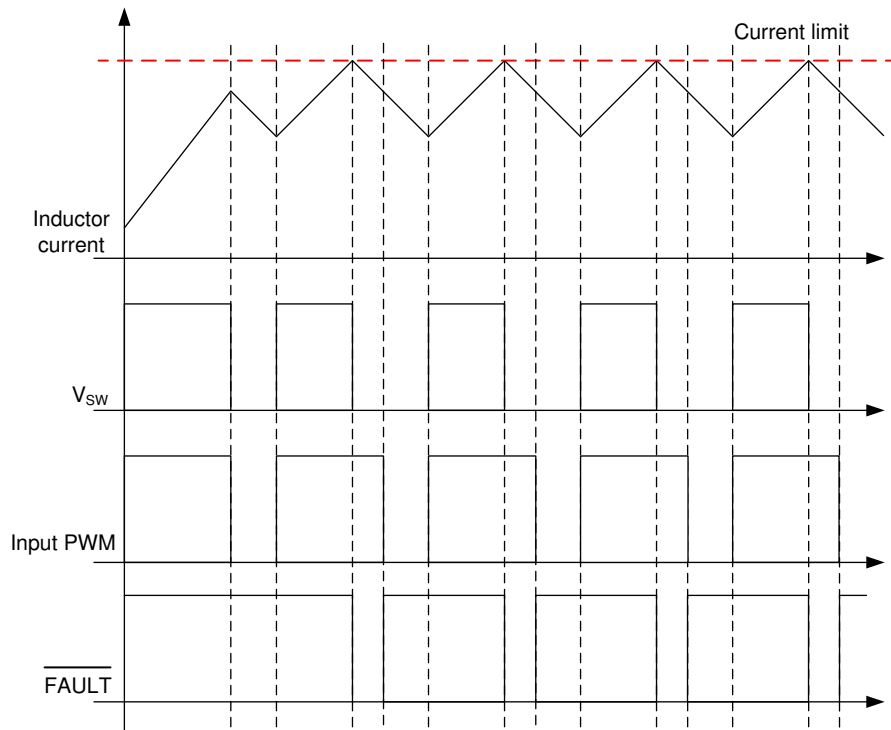 Current limit
Inductor
current
VSW
Input PWM
FAULT